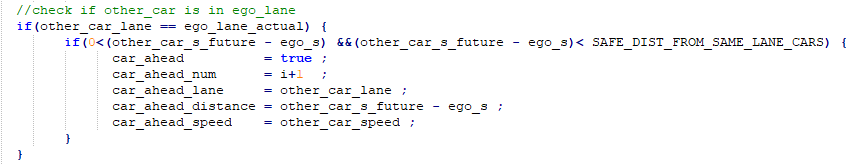 //check if other_car is in ego_lane
if(other_car_lane == ego_lane_actual) {
if(0<(other_car_s_future - ego_s) &&(other_car_s_future - ego_s)< SAFE_DIST_FROM_SAME_LANE_CARS) {
car_ahead = true ;
car_ahead_num = i+1 ;
car_ahead_lane = other_car_lane ;
car_ahead_distance = other_car_s_future - ego_s ;
car_ahead_speed = other_car_speed ;
}
}